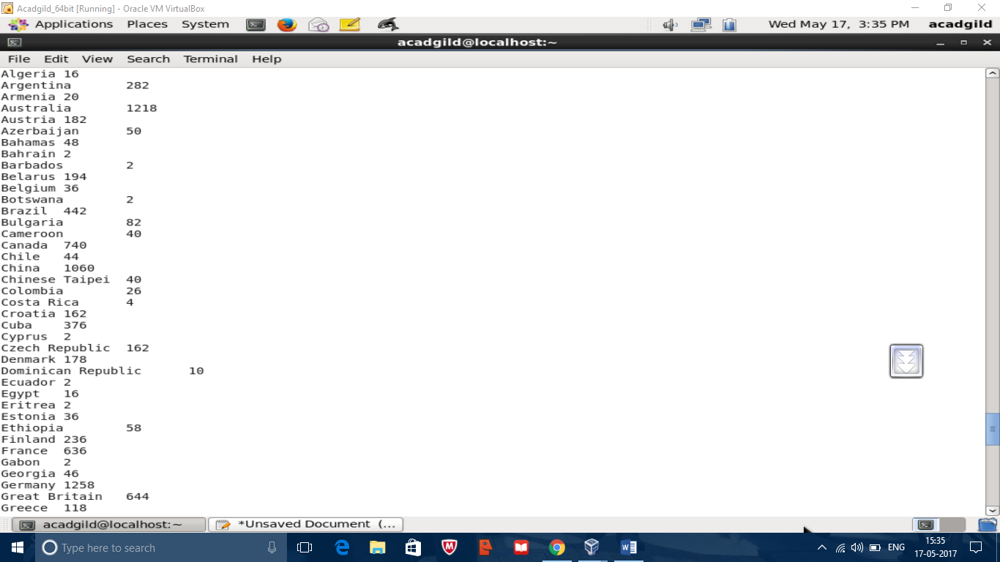 Acadgild_64bit [Running] - Oracle VM VirtualBox
Applications Places System Wed May 17, 3:35 PM acadgild
acadgild@localhost:~
File Edit View Search Terminal Help
Algeria 16
Argentina 282
Armenia 20
Australia 1218
Austria 182
Azerbaijan 50
Bahamas 48
Bahrain 2
Barbados 2
Belarus 194
Belgium 36
Botswana 2
Brazil 442
Bulgaria 82
Cameroon 40
Canada 740
Chile 44
China 1060
Chinese Taipei 40
Colombia 26
Costa Rica 4
Croatia 162
Cuba 376
Cyprus 2
Czech Republic 162
Denmark 178
Dominican Republic 10
Ecuador 2
Egypt 16
Eritrea 2
Estonia 36
Ethiopia 58
Finland 236
France 636
Gabon 2
Georgia 46
Germany 1258
Great Britain 644
Greece 118
acadgild@localhost:~ *Unsaved Document (...
Type here to search ENG 15:35
17-05-2017